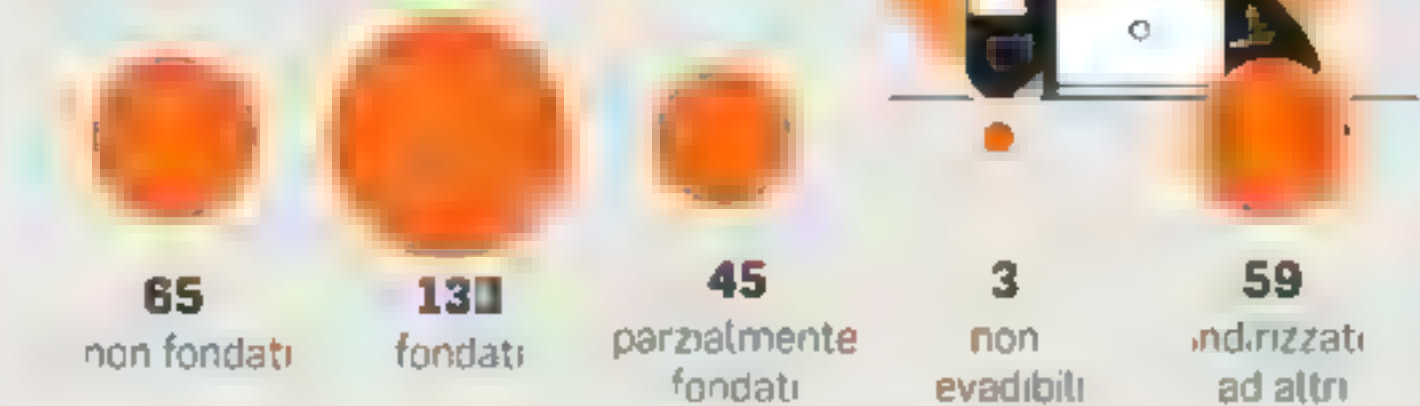 65
non fondati
fondati
45
parzialmente
fondati
3
non
evadibili
59
indirizzati
ad altri